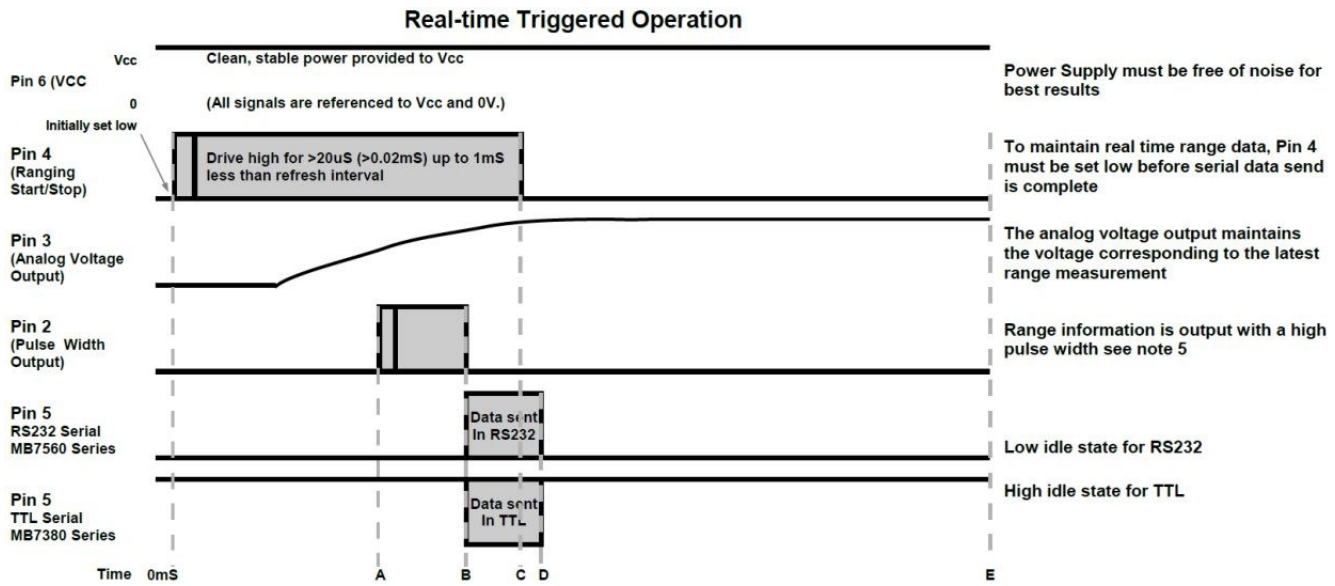 Real-time Triggered Operation
Vcc
Clean, stable power provided to Vcc
Pin 6 (VCC
0
(All signals are referenced to Vcc and 0V.)
Power Supply must be free of noise for
best results
Initially set low
Pin 4
(Ranging
Start/Stop)
Drive high for >20uS (>0.02mS) up to 1mS
less than refresh interval
To maintain real time range data, Pin 4
must be set low before serial data send
is complete
Pin 3
(Analog Voltage
Output)
The analog voltage output maintains
the voltage corresponding to the latest
range measurement
Pin 2
(Pulse Width
Output)
Range information is output with a high
pulse width see note 5
Pin 5
RS232 Serial
MB7560 Series
Data sent
In RS232
Low idle state for RS232
Pin 5
TTL Serial
MB7380 Series
Data sent
In TTL
High idle state for TTL
Time 0mS A B C D E